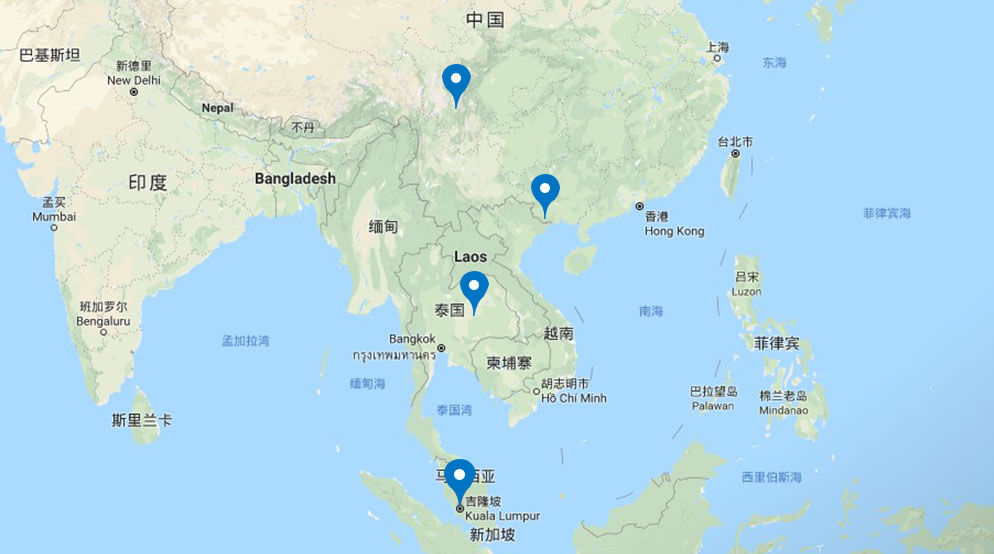 中国
巴基斯坦
上海
新德里
New Delhi
东海
Nepal
不丹
台北市
印度
Bangladesh
孟买
Mumbai
香港
Hong Kong
菲律宾海
缅甸
Laos
吕宋
Luzon
班加罗尔
Bengaluru
泰国
南海
孟加拉湾
Bangkok
กรุงเทพมหานคร
越南
菲律宾
柬埔寨
缅甸海
胡志明市
Hồ Chí Minh
巴拉望岛
Palawan
棉兰老岛
Mindanao
斯里兰卡
泰国湾
马 西亚
西里伯斯海
吉隆坡
Kuala Lumpur
新加坡